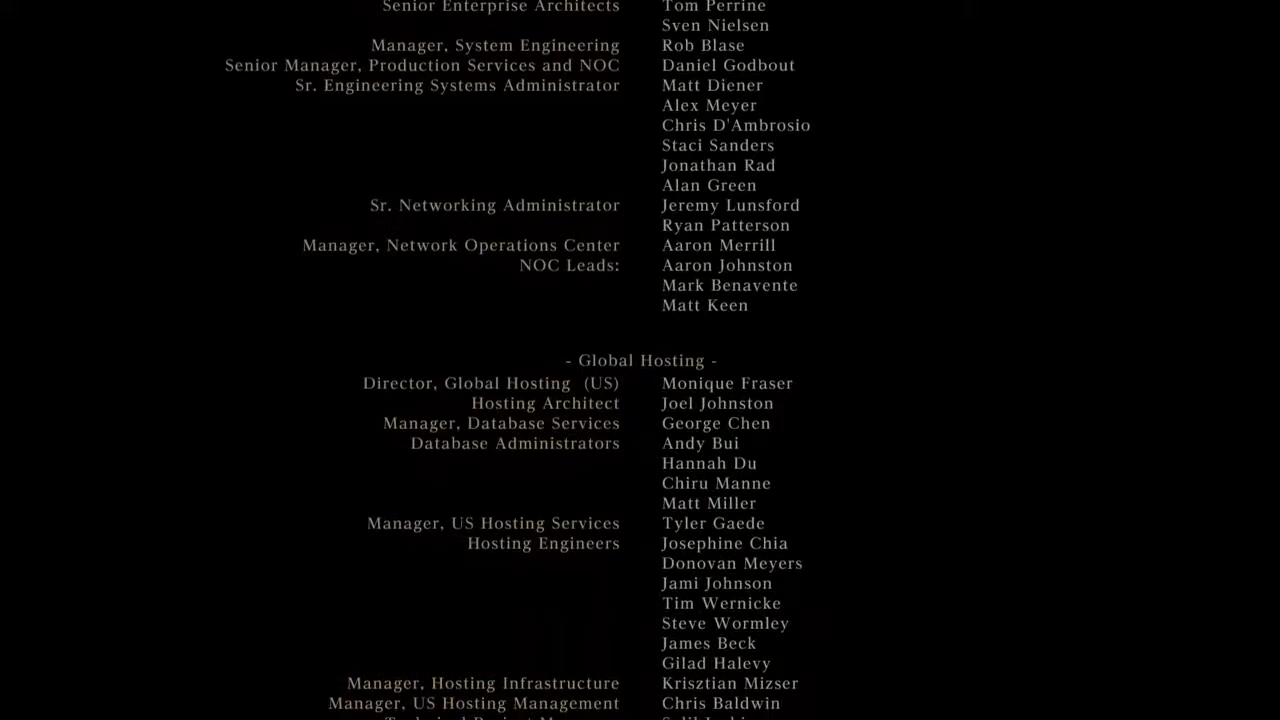 Senior Enterprise Architects Tom Perrine
Sven Nielsen
Manager, System Engineering Rob Blase
Senior Manager, Production Services and NOC Daniel Godbout
Sr. Engineering Systems Administrator Matt Diener
Alex Meyer
Chris D'Ambrosio
Staci Sanders
Jonathan Rad
Alan Green
Sr. Networking Administrator Jeremy Lunsford
Ryan Patterson
Manager, Network Operations Center Aaron Merrill
NOC Leads: Aaron Johnston
Mark Benavente
Matt Keen
- Global Hosting -
Director, Global Hosting (US) Monique Fraser
Hosting Architect Joel Johnston
Manager, Database Services George Chen
Database Administrators Andy Bui
Hannah Du
Chiru Manne
Matt Miller
Manager, US Hosting Services Tyler Gaede
Hosting Engineers Josephine Chia
Donovan Meyers
Jami Johnson
Tim Wernicke
Steve Wormley
James Beck
Gilad Halevy
Manager, Hosting Infrastructure Krisztian Mizser
Manager, US Hosting Management Chris Baldwin